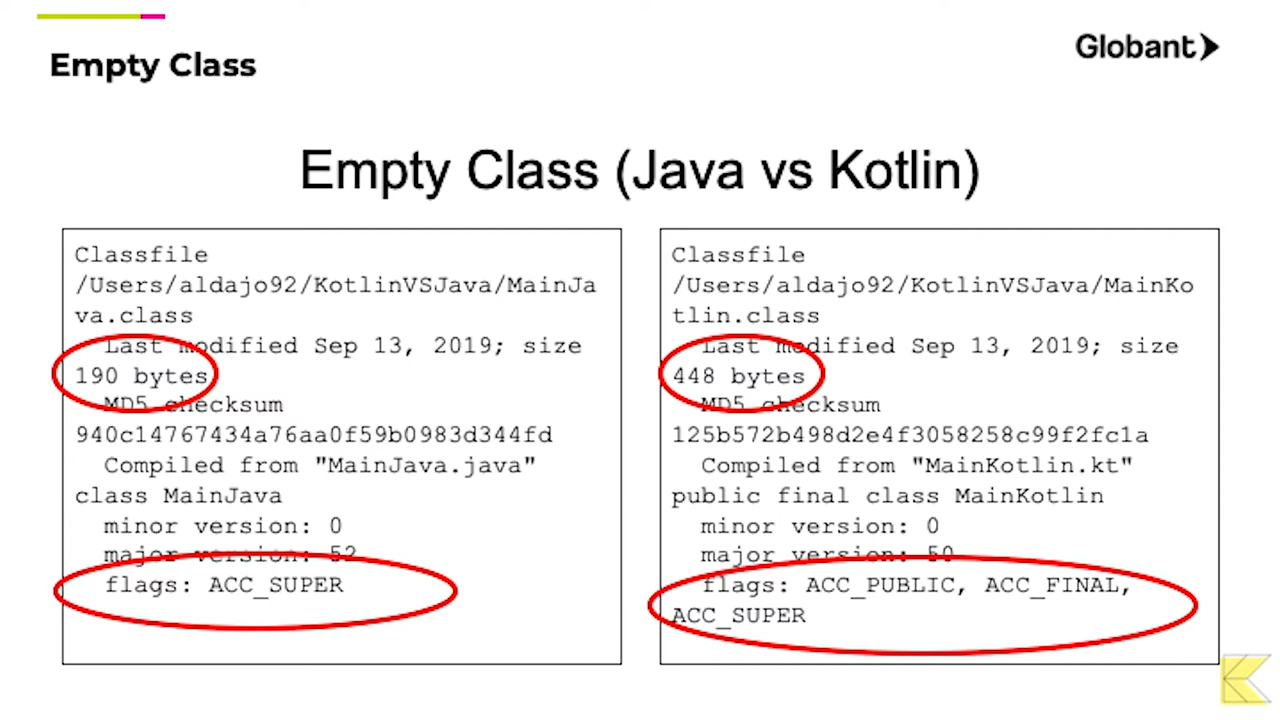 Empty Class
Globant
Empty Class (Java vs Kotlin)
Classfile
/Users/aldajo92/KotlinVSJava/MainJa
va.class
Last modified Sep 13, 2019; size
190 bytes
MD5 checksum
940c14767434a76aa0f59b0983d344fd
Compiled from "MainJava.java"
class MainJava
minor version: 0
major version: 52
flags: ACC_SUPER
Classfile
/Users/aldajo92/KotlinVSJava/MainKo
tlin.class
Last modified Sep 13, 2019; size
448 bytes
MD5 checksum
125b572b498d2e4f3058258c99f2fc1a
Compiled from "MainKotlin.kt"
public final class MainKotlin
minor version: 0
major version: 50
flags: ACC_PUBLIC, ACC_FINAL,
ACC_SUPER